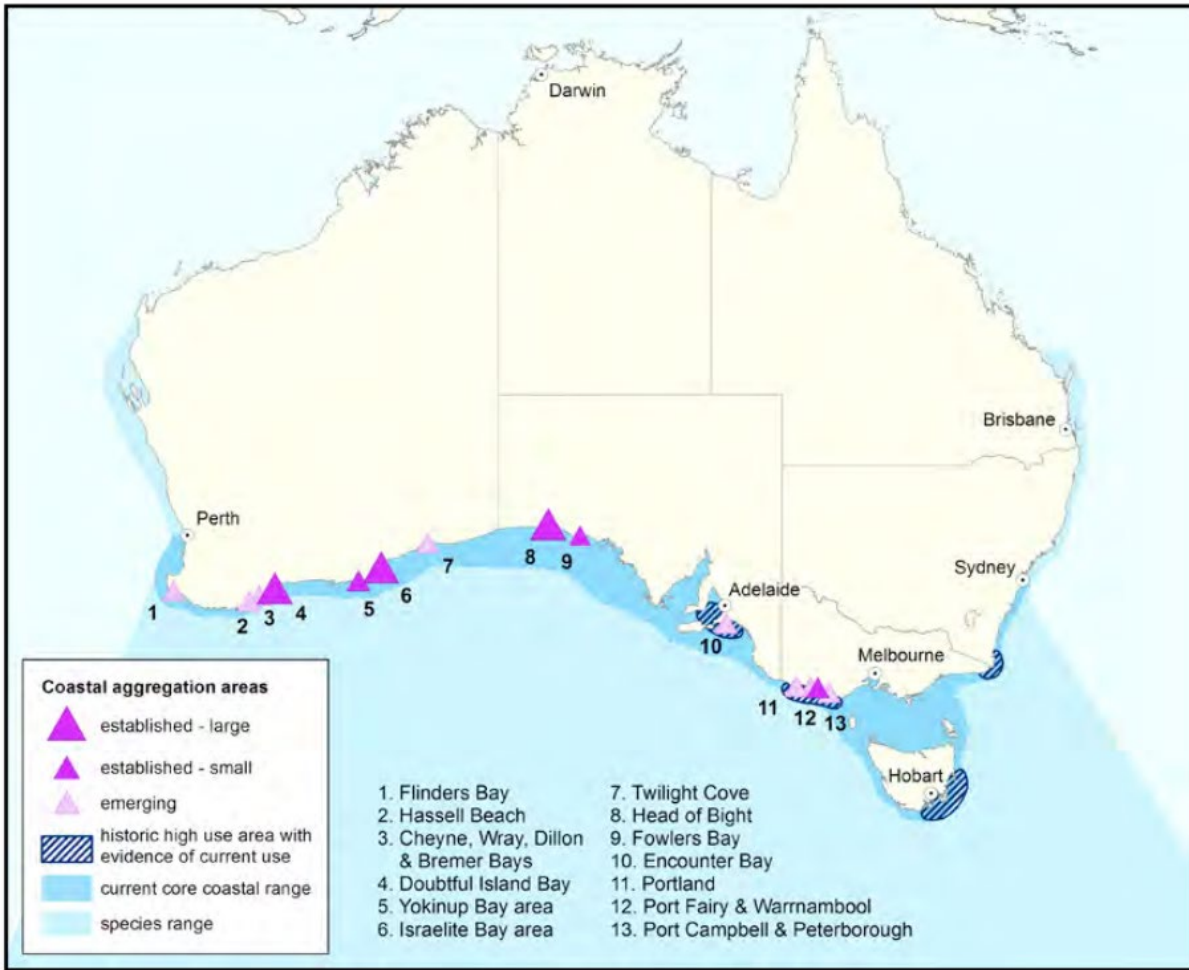 Darwin
Brisbane
Perth
8
9
7
Sydney
Adelaide
1
2
3
4
5
6
10
Melbourne
11
12
13
Hobart
Coastal aggregation areas
established - large
established - small
emerging
historic high use area with
evidence of current use
current core coastal range
species range
1. Flinders Bay
2. Hassell Beach
3. Cheyne, Wray, Dillon
& Bremer Bays
4. Doubtful Island Bay
5. Yokinup Bay area
6. Israelite Bay area
7. Twilight Cove
8. Head of Bight
9. Fowlers Bay
10. Encounter Bay
11. Portland
12. Port Fairy & Warrnambool
13. Port Campbell & Peterborough